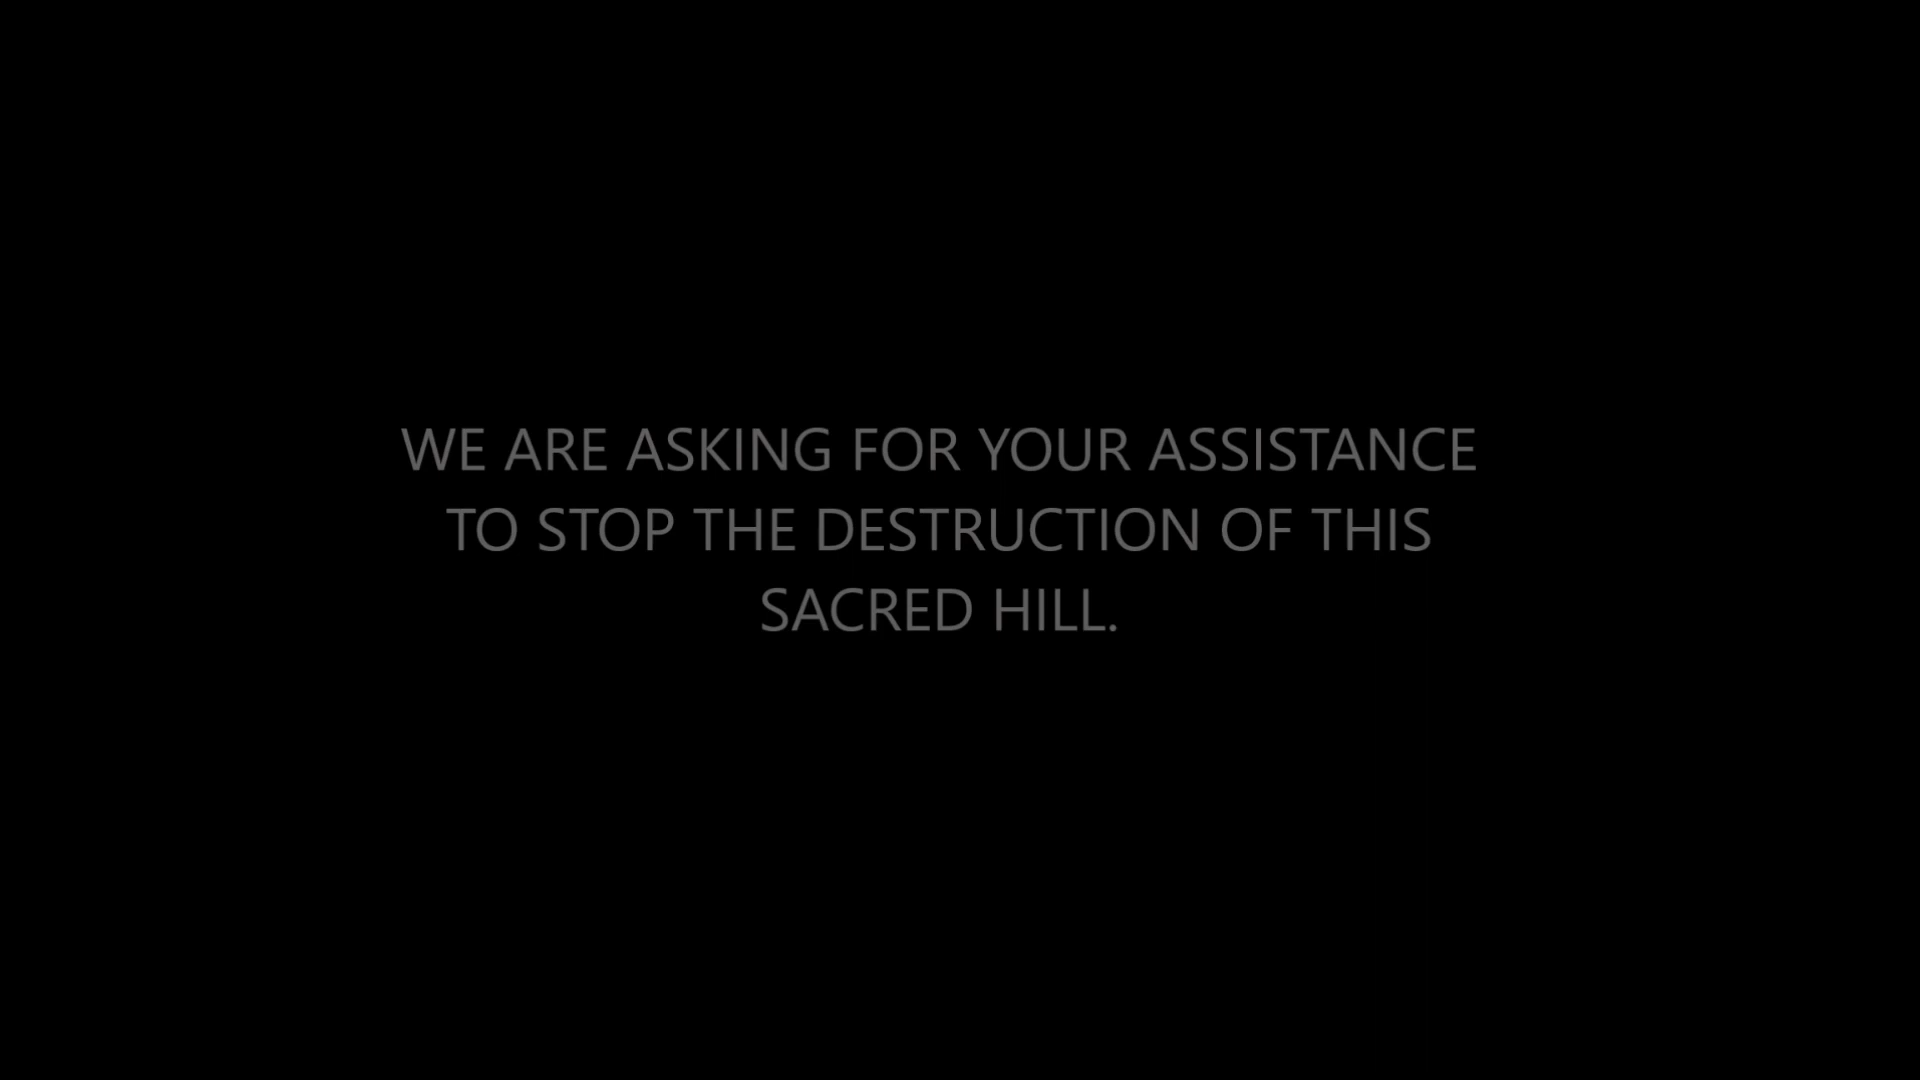 WE ARE ASKING FOR YOUR ASSISTANCE
TO STOP THE DESTRUCTION OF THIS
SACRED HILL.